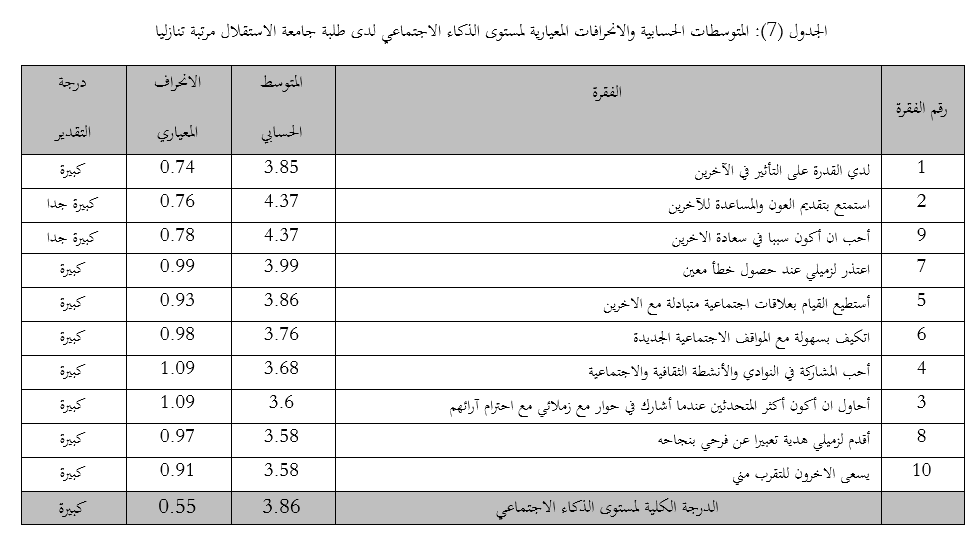 الجدول (7): المتوسطات الحسابية والانحرافات المعيارية لمستوى الذكاء الاجتماعي لدى طلبة جامعة الاستقلال مرتبة تنازليا
رقم الفقرة الفقرة المتوسط الحسابي الانحراف المعياري درجة التقدير
1 لدي القدرة على التأثير في الآخرين 3.85 0.74 كبيرة
2 استمتع بتقديم العون والمساعدة للآخرين 4.37 0.76 كبيرة جدا
9 أحب ان أكون سببا في سعادة الاخرين 4.37 0.78 كبيرة جدا
7 اعتذر لزميلي عند حصول خطأ معين 3.99 0.99 كبيرة
5 أستطيع القيام بعلاقات اجتماعية متبادلة مع الاخرين 3.86 0.93 كبيرة
6 اتكيف بسهولة مع المواقف الاجتماعية الجديدة 3.76 0.98 كبيرة
4 أحب المشاركة في النوادي والأنشطة الثقافية والاجتماعية 3.68 1.09 كبيرة
3 أحاول ان أكون أكثر المتحدثين عندما أشارك في حوار مع زملائي مع احترام آرائهم 3.6 1.09 كبيرة
8 أقدم لزميلي هدية تعبيرا عن فرحي بنجاحه 3.58 0.97 كبيرة
10 يسعى الاخرون للتقرب مني 3.58 0.91 كبيرة
الدرجة الكلية لمستوى الذكاء الاجتماعي 3.86 0.55 كبيرة